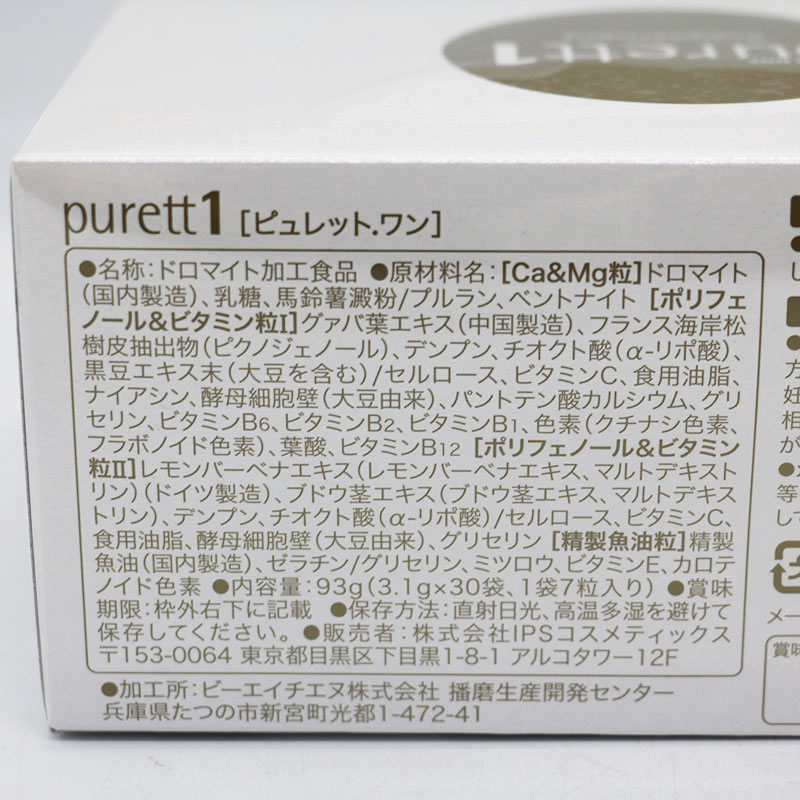 purett1
purett1 [ピュレット.ワン]
●名称：ドロマイト加工食品 ●原材料名：[Ca&Mg粒]ドロマイト
(国内製造)、乳糖、馬鈴薯澱粉/プルラン、ベントナイト [ポリフェ
ノール&ビタミン粒Ⅰ]グァバ葉エキス(中国製造)、フランス海岸松
樹皮抽出物(ピクノジェノール)、デンプン、チオクト酸(α-リポ酸)、
黒豆エキス末(大豆を含む)/セルロース、ビタミンC、食用油脂、
ナイアシン、酵母細胞壁(大豆由来)、パントテン酸カルシウム、グリ
セリン、ビタミンB6、ビタミンB2、ビタミンB1、色素(クチナシ色素、
フラボノイド色素)、葉酸、ビタミンB12 [ポリフェノール&ビタミン
粒Ⅱ]レモンバーベナエキス(レモンバーベナエキス、マルトデキスト
リン)(ドイツ製造)、ブドウ茎エキス(ブドウ茎エキス、マルトデキス
トリン)、デンプン、チオクト酸(α-リポ酸)/セルロース、ビタミンC、
食用油脂、酵母細胞壁(大豆由来)、グリセリン [精製魚油粒]精製
魚油(国内製造)、ゼラチン/グリセリン、ミツロウ、ビタミンE、カロテ
ノイド色素 ●内容量：93g(3.1g×30袋、1袋7粒入り) ●賞味
期限：枠外右下に記載 ●保存方法：直射日光、高温多湿を避けて
保存してください。●販売者：株式会社IPSコスメティックス
〒153-0064 東京都目黒区下目黒1-8-1 アルコタワー12F
●加工所：ビーエイチエヌ株式会社 播磨生産開発センター
兵庫県たつの市新宮町光都1-472-41